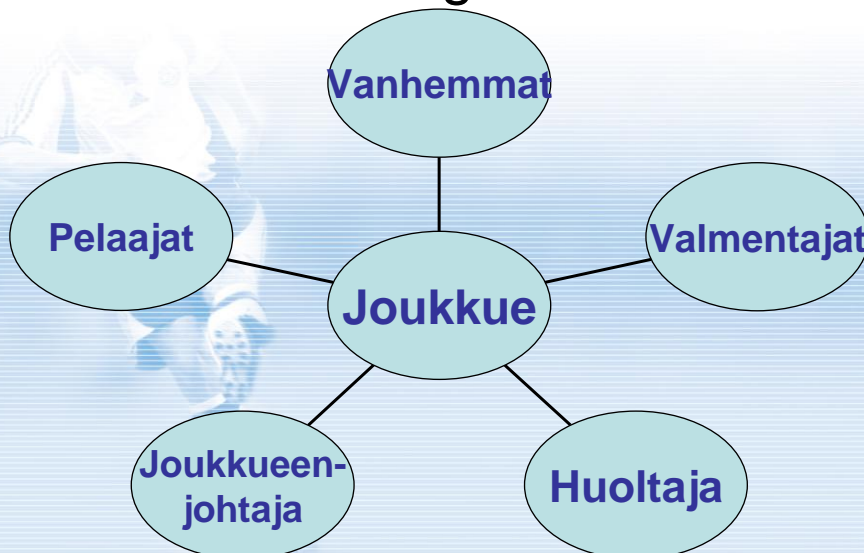 Vanhemmat
Pelaajat
Valmentajat
Joukkue
Joukkueen-
johtaja
Huoltaja